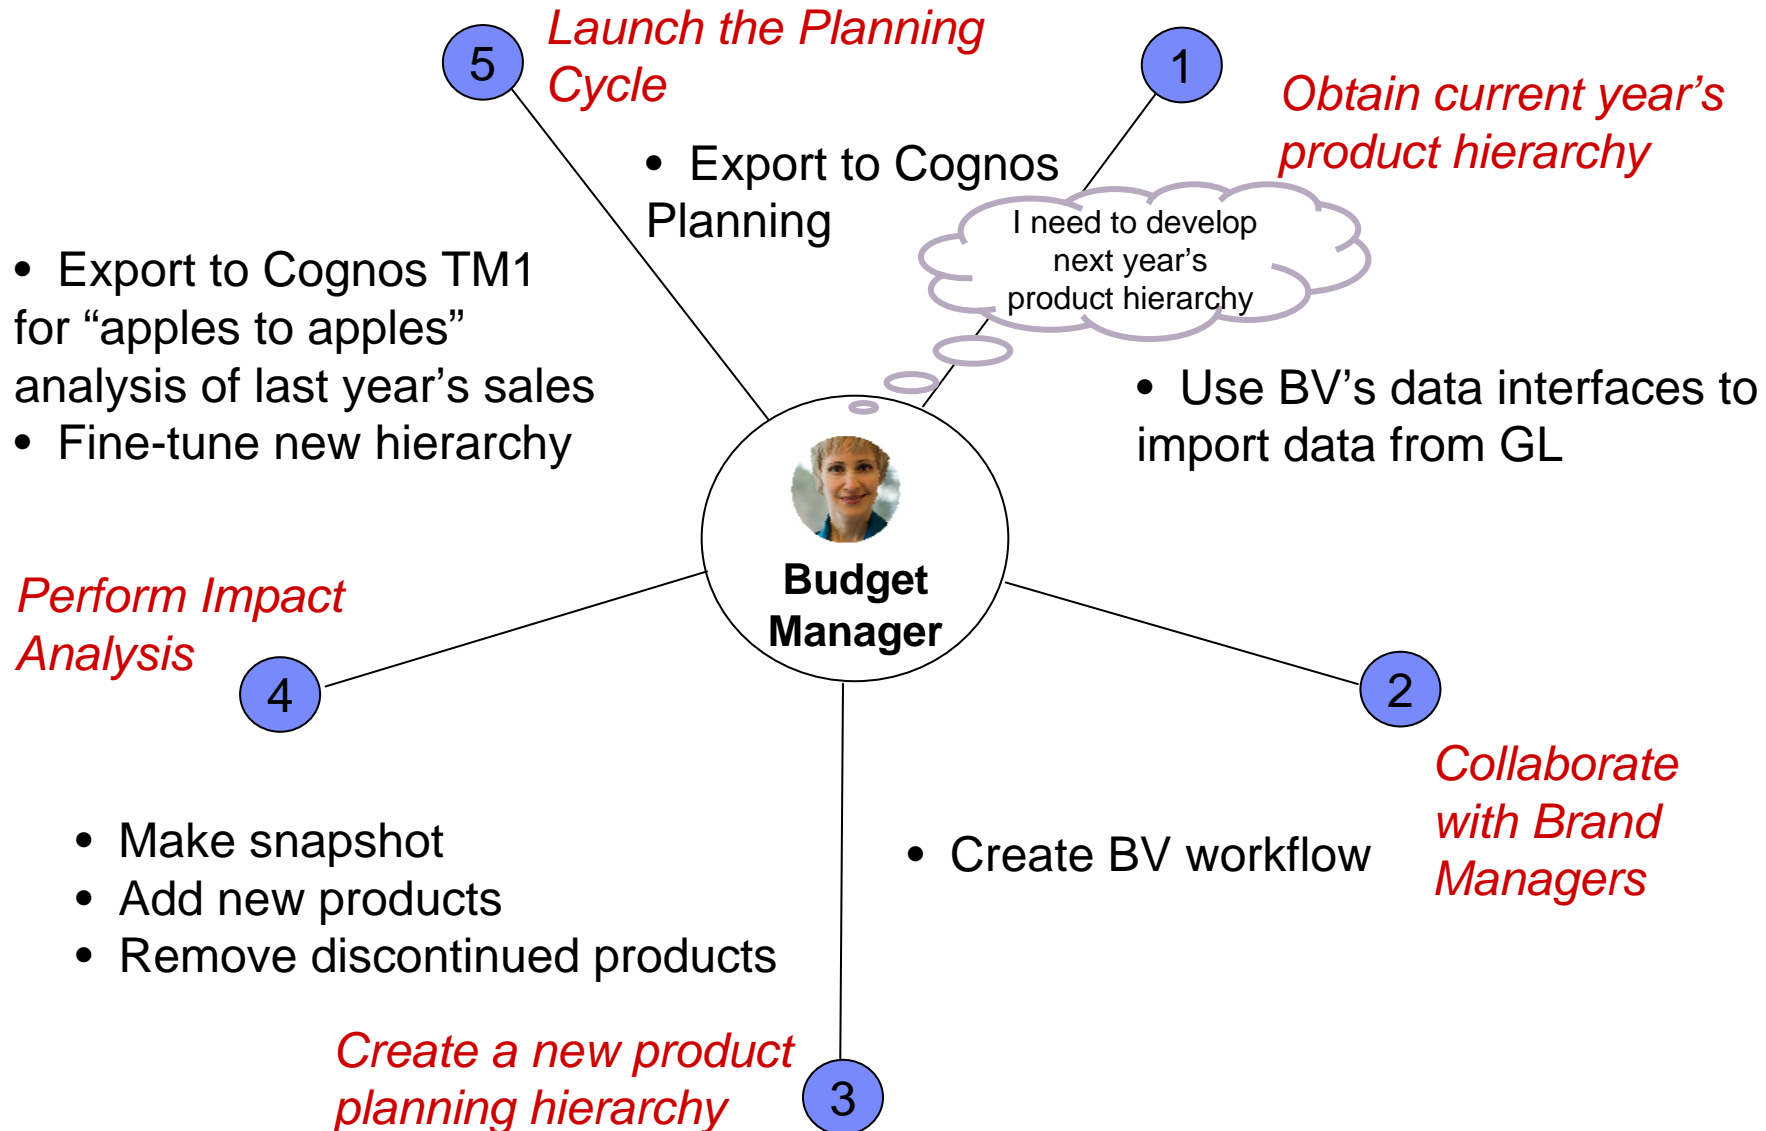 5
Launch the Planning
Cycle
• Export to Cognos
Planning
1
Obtain current year’s
product hierarchy
I need to develop
next year’s
product hierarchy
• Use BV’s data interfaces to
import data from GL
• Export to Cognos TM1
for “apples to apples”
analysis of last year’s sales
• Fine-tune new hierarchy
Budget
Manager
Perform Impact
Analysis
4
2
Collaborate
with Brand
Managers
• Create BV workflow
• Make snapshot
• Add new products
• Remove discontinued products
Create a new product
planning hierarchy
3